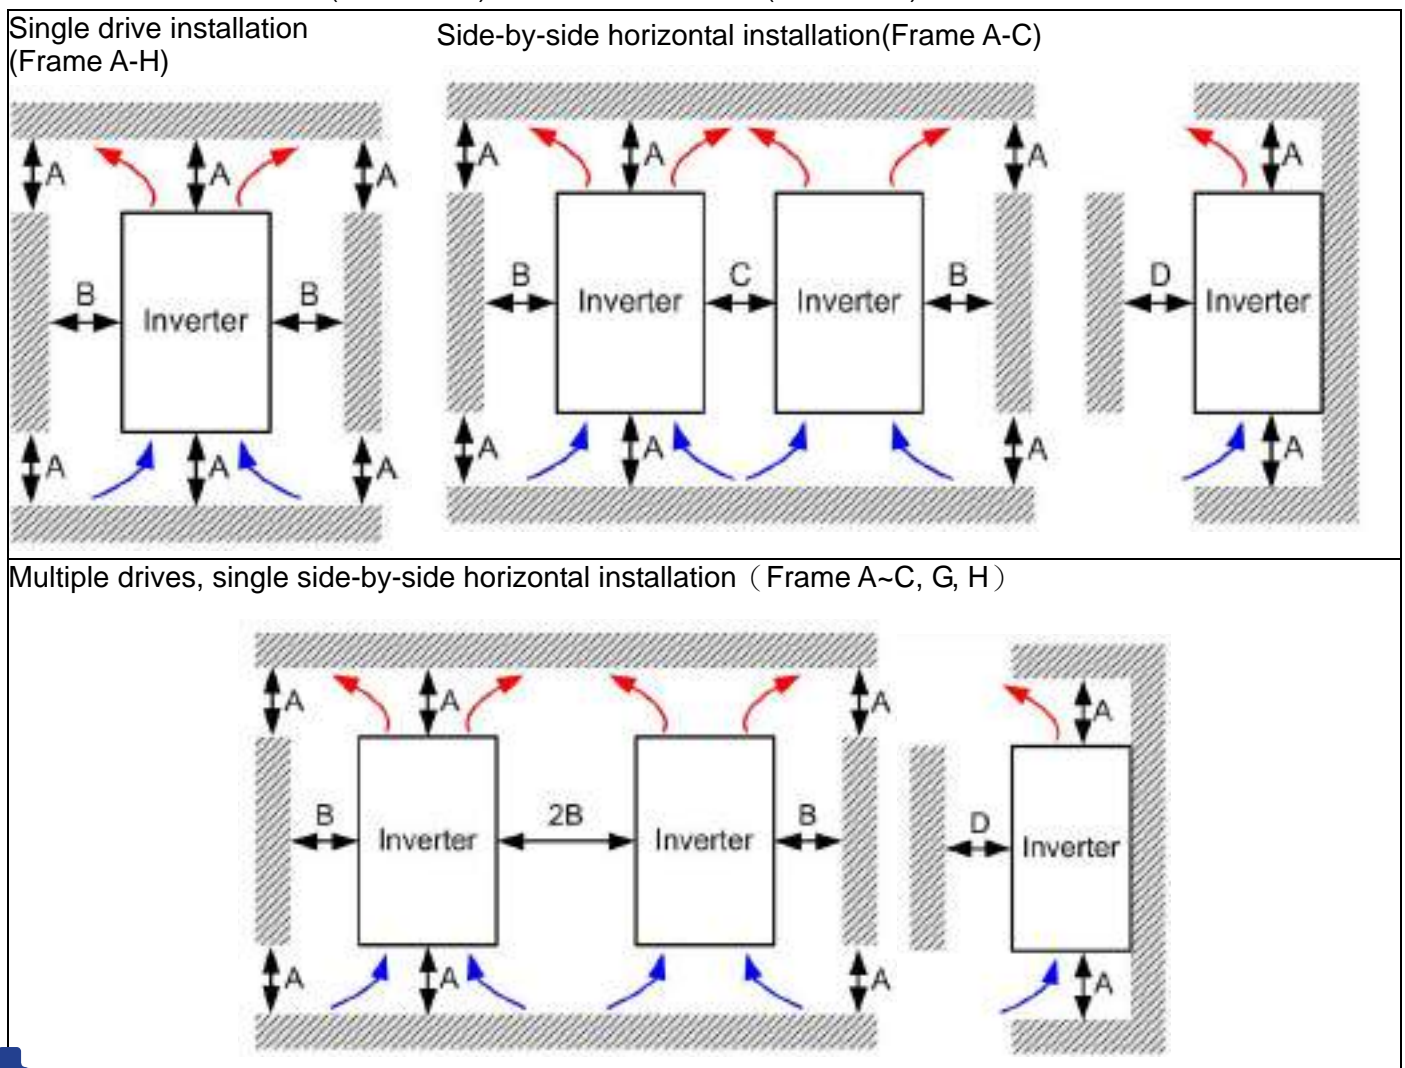 Single drive installation
(Frame A-H)
Side-by-side horizontal installation(Frame A-C)
A
A
A
B
B
Inverter
A
A
A
A
A
A
A
B
C
B
D
Inverter
Inverter
Inverter
A
A
A
A
Multiple drives, single side-by-side horizontal installation（Frame A~C, G, H）
A
A
A
A
B
2B
B
D
Inverter
Inverter
Inverter
A
A
A
A